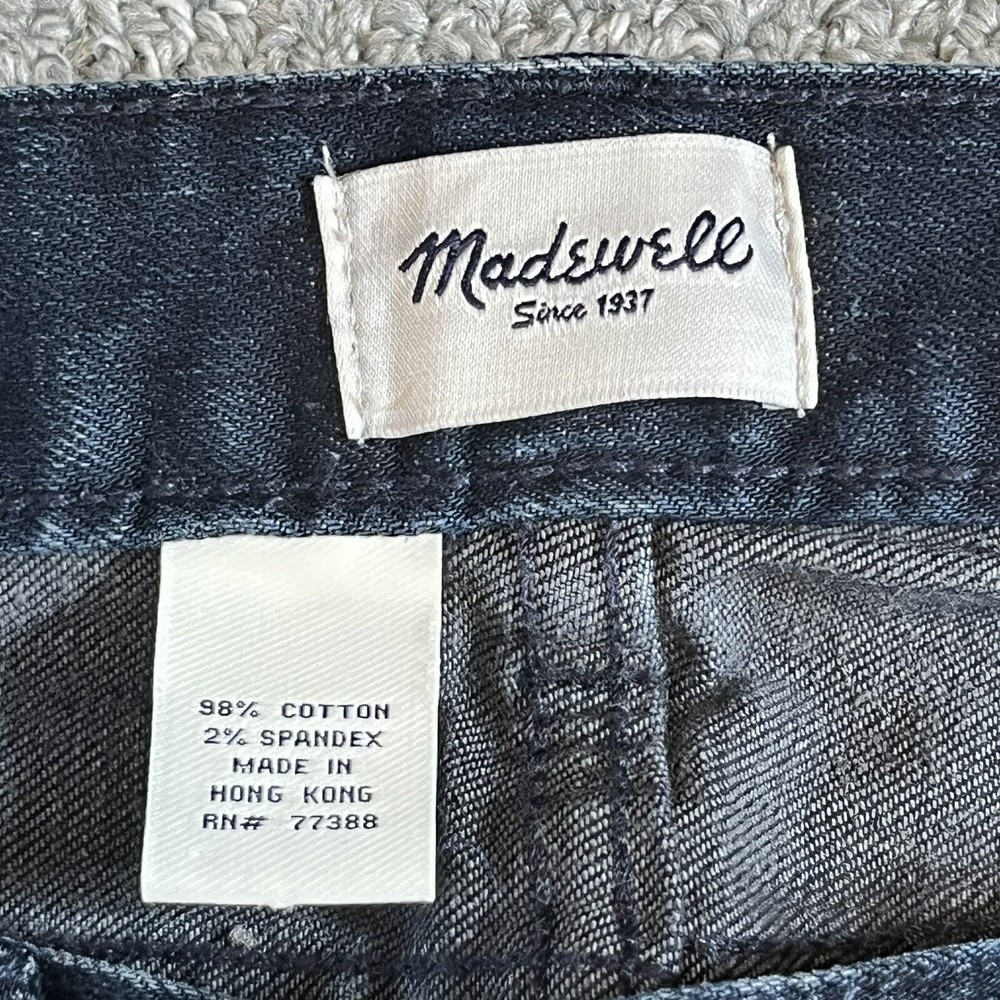 Madewell
Since 1937
98% COTTON
2% SPANDEX
MADE IN
HONG KONG
RN# 77388